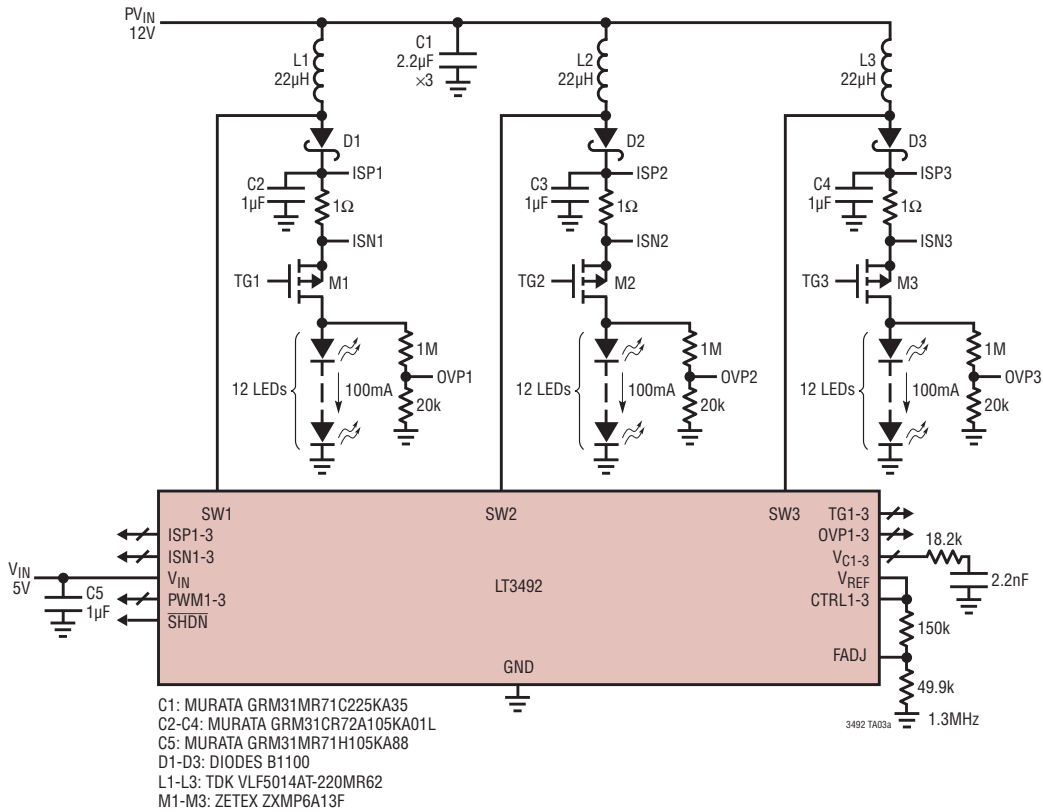 PVIN
12V
L1
22µH
C1
2.2µF
×3
L2
22µH
L3
22µH
D1
D2
D3
C2
1µF
ISP1
1Ω
ISN1
C3
1µF
ISP2
1Ω
ISN2
C4
1µF
ISP3
1Ω
ISN3
TG1
M1
TG2
M2
TG3
M3
12 LEDs
100mA
1M
OVP1
20k
12 LEDs
100mA
1M
OVP2
20k
12 LEDs
100mA
1M
OVP3
20k
SW1
SW2
SW3
ISP1-3
ISN1-3
VIN
5V
VIN
C5
1µF
PWM1-3
SHDN
LT3492
GND
TG1-3
OVP1-3
VC1-3
VREF
CTRL1-3
FADJ
18.2k
2.2nF
150k
49.9k
1.3MHz
3492 TA03a
C1: MURATA GRM31MR71C225KA35
C2-C4: MURATA GRM31CR72A105KA01L
C5: MURATA GRM31MR71H105KA88
D1-D3: DIODES B1100
L1-L3: TDK VLF5014AT-220MR62
M1-M3: ZETEX ZXMP6A13F